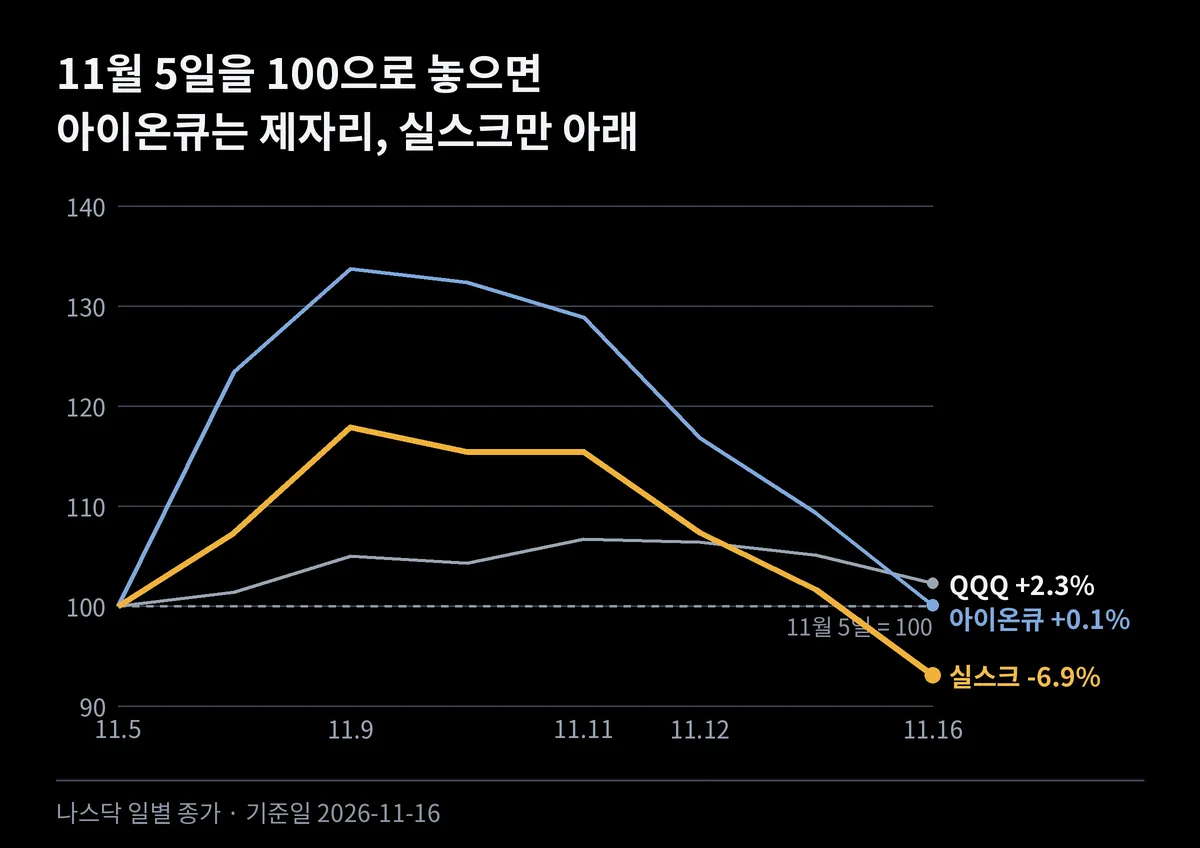 11월 5일을 100으로 놓으면
아이온큐는 제자리, 실스크만 아래
140
130
120
110
100
90
QQQ +2.3%
아이온큐 +0.1%
11월 5일 = 100
실스크 -6.9%
11.5
11.9
11.11
11.12
11.16
나스닥 일별 종가 · 기준일 2026-11-16